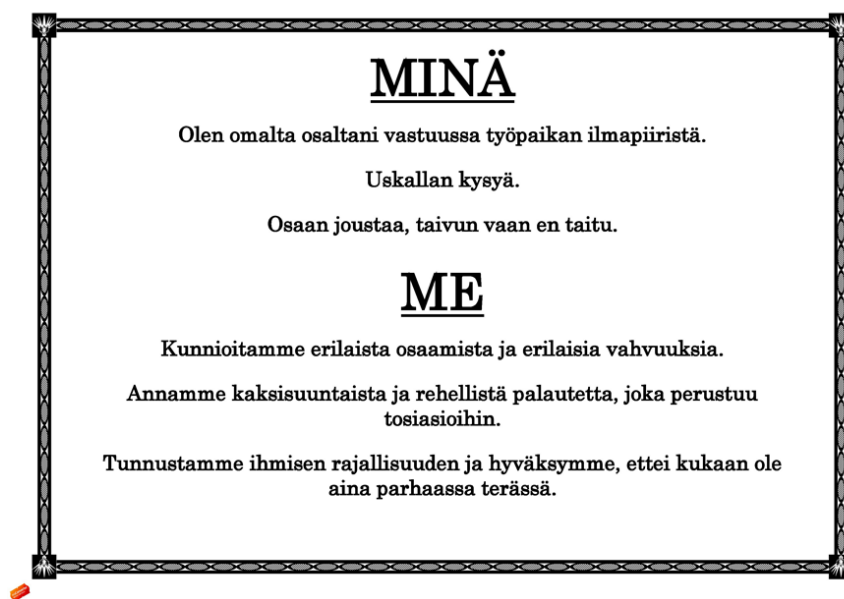 MINÄ
Olen omalta osaltani vastuussa työpaikan ilmapiiristä.
Uskallan kysyä.
Osaan joustaa, taivun vaan en taitu.
ME
Kunnioitamme erilaista osaamista ja erilaisia vahvuuksia.
Annamme kaksisuuntaista ja rehellistä palautetta, joka perustuu
tosiasioihin.
Tunnustamme ihmisen rajallisuuden ja hyväksymme, ettei kukaan ole
aina parhaassa terässä.